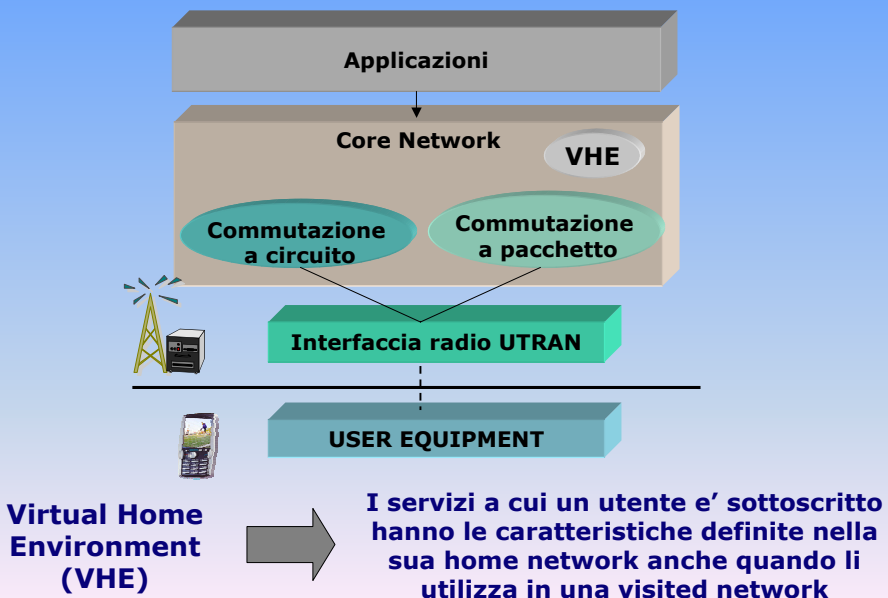 Applicazioni
Core Network
VHE
Commutazione
a circuito
Commutazione
a pacchetto
Interfaccia radio UTRAN
USER EQUIPMENT
Virtual Home
Environment
(VHE)
I servizi a cui un utente e’ sottoscritto
hanno le caratteristiche definite nella
sua home network anche quando li
utilizza in una visited network